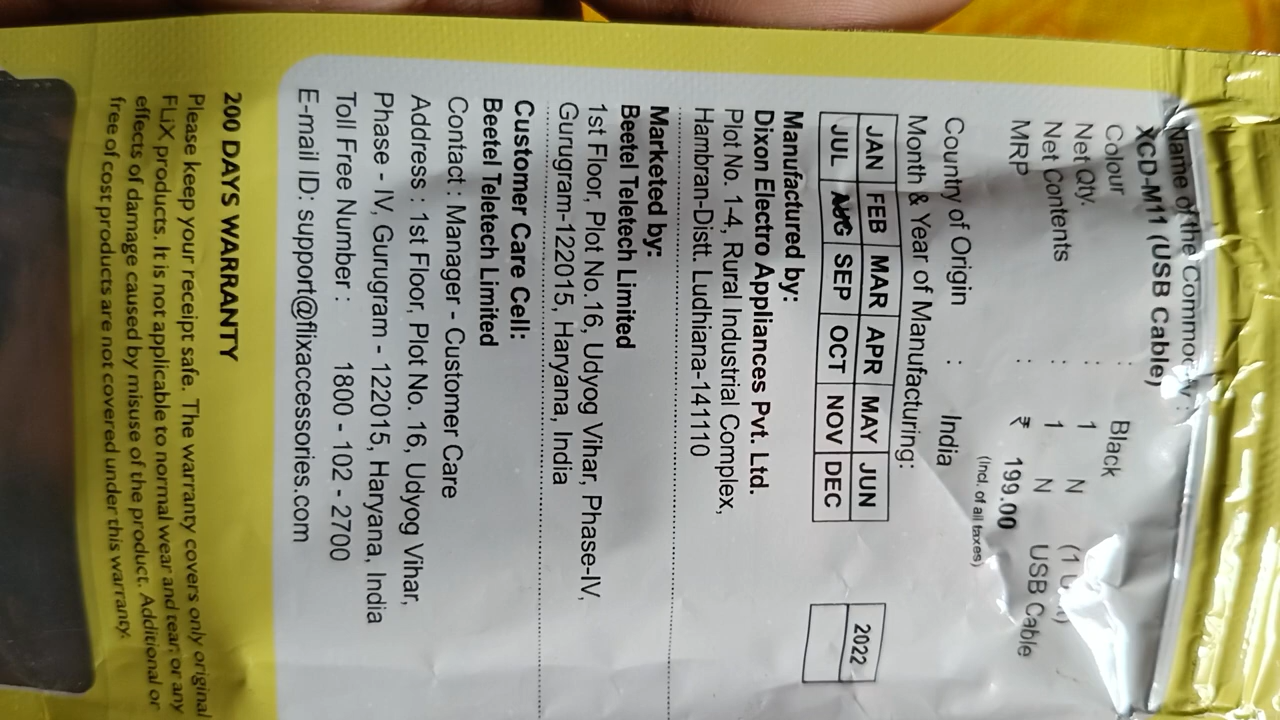 Name of the Commodity :
XCD-M11 (USB Cable)
Colour : Black
Net Qty. : 1 N (1
Net Contents : 1 N USB Cable
MRP : ₹ 199.00
(Incl. of all taxes)
Country of Origin : India
Month & Year of Manufacturing:
JAN FEB MAR APR MAY JUN 2022
JUL AUG SEP OCT NOV DEC
Manufactured by:
Dixon Electro Appliances Pvt. Ltd.
Plot No. 1-4, Rural Industrial Complex,
Hambran-Distt. Ludhiana-141110
Marketed by:
Beetel Teletech Limited
1st Floor, Plot No.16, Udyog Vihar, Phase-IV,
Gurugram-122015, Haryana, India
Customer Care Cell:
Beetel Teletech Limited
Contact : Manager - Customer Care
Address : 1st Floor, Plot No. 16, Udyog Vihar,
Phase - IV, Gurugram - 122015, Haryana, India
Toll Free Number : 1800 - 102 - 2700
E-mail ID: support@flixaccessories.com
200 DAYS WARRANTY
Please keep your receipt safe. The warranty covers only original
FLiX products. It is not applicable to normal wear and tear, or any
effects of damage caused by misuse of the product. Additional or
free of cost products are not covered under this warranty.